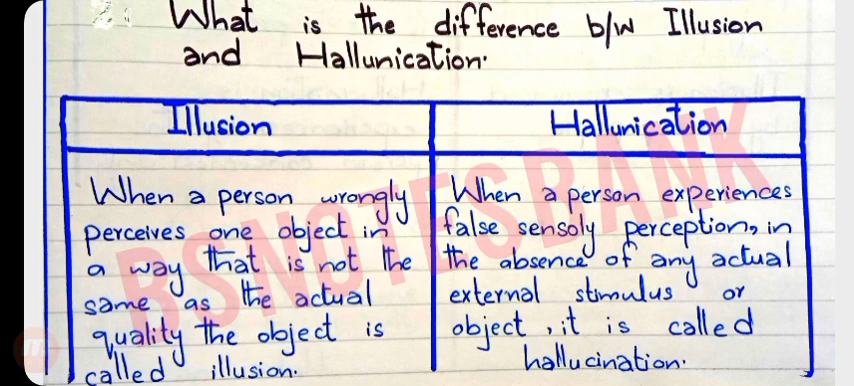 What is the difference b/w Illusion
and Hallunication.
Illusion
Hallunication
When a person wrongly
perceives one object in
a way that is not the
same as the actual
quality the object is
called illusion.
When a person experiences
false sensoly perception, in
the absence of any actual
external stimulus or
object, it is called
hallucination.
BSNOTESBANK